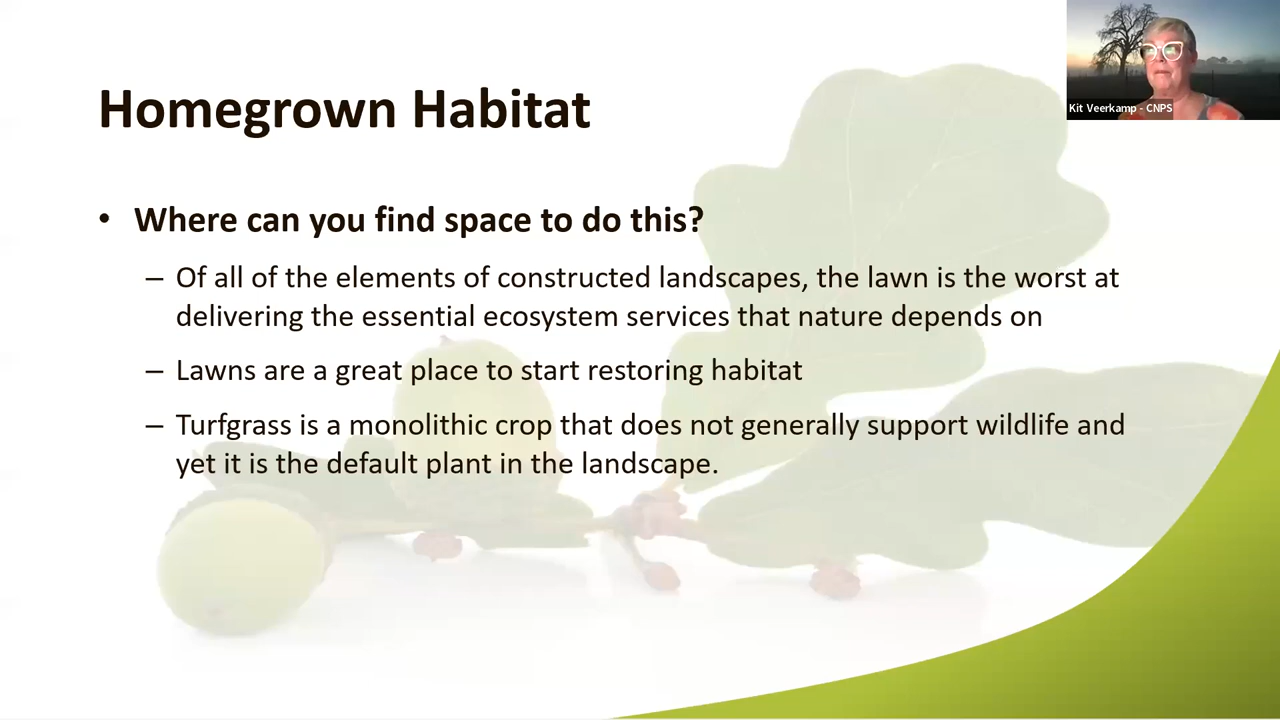 Homegrown Habitat
Kit Veerkamp - CNPS
• Where can you find space to do this?
– Of all of the elements of constructed landscapes, the lawn is the worst at
delivering the essential ecosystem services that nature depends on
– Lawns are a great place to start restoring habitat
– Turfgrass is a monolithic crop that does not generally support wildlife and
yet it is the default plant in the landscape.